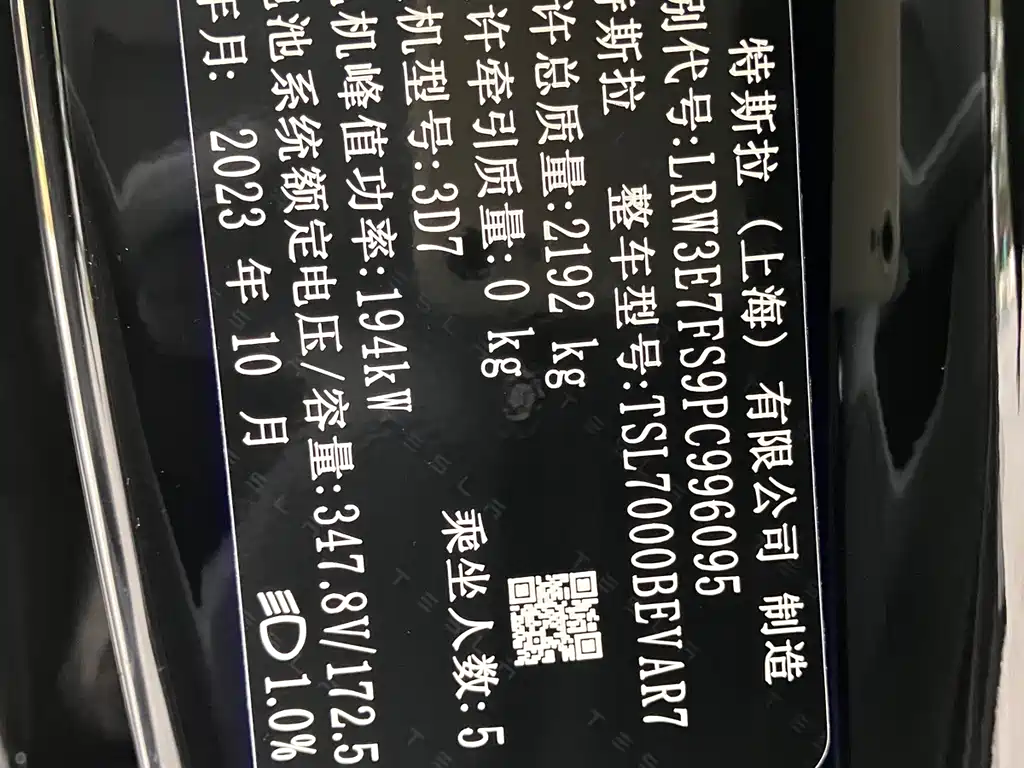 特斯拉（上海）有限公司 制造
别代号:LRW3E7FS9PC996095
斯拉 整车型号:TSL7000BEVAR7
许总质量:2192 kg
许牵引质量:0 kg
机型号:3D7 乘坐人数:5
机峰值功率:194kW
池系统额定电压/容量:347.8V/172.5
年月: 2023 年 10 月 1.0%
TESLA